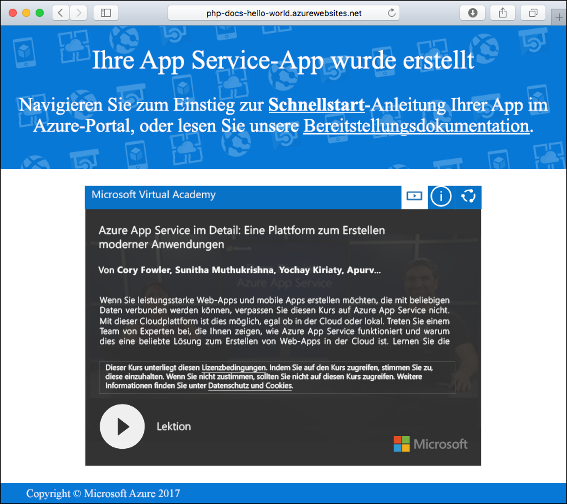 php-docs-hello-world.azurewebsites.net
Ihre App Service-App wurde erstellt
Navigieren Sie zum Einstieg zur Schnellstart-Anleitung Ihrer App im
Azure-Portal, oder lesen Sie unsere Bereitstellungsdokumentation.
Microsoft Virtual Academy
Azure App Service im Detail: Eine Plattform zum Erstellen
moderner Anwendungen
Von Cory Fowler, Sunitha Muthukrishna, Yochay Kiriaty, Apurv...
Azure App Service
Wenn Sie leistungsstarke Web-Apps und mobile Apps erstellen möchten, die mit beliebigen
Daten verbunden werden können, verpassen Sie diesen Kurs auf Azure App Service nicht.
Mit dieser Cloudplattform ist dies möglich, egal ob in der Cloud oder lokal. Treten Sie einem
Team von Experten bei, die Ihnen zeigen, wie Azure App Service funktioniert und warum
dies eine beliebte Lösung zum Erstellen von Web-Apps in der Cloud ist. Lernen Sie die
Dieser Kurs unterliegt diesen Lizenzbedingungen. Indem Sie auf den Kurs zugreifen, stimmen Sie zu,
diese einzuhalten. Wenn Sie nicht zustimmen, sollten Sie nicht auf diesen Kurs zugreifen. Weitere
Informationen finden Sie unter Datenschutz und Cookies.
Lektion
Microsoft
Copyright © Microsoft Azure 2017